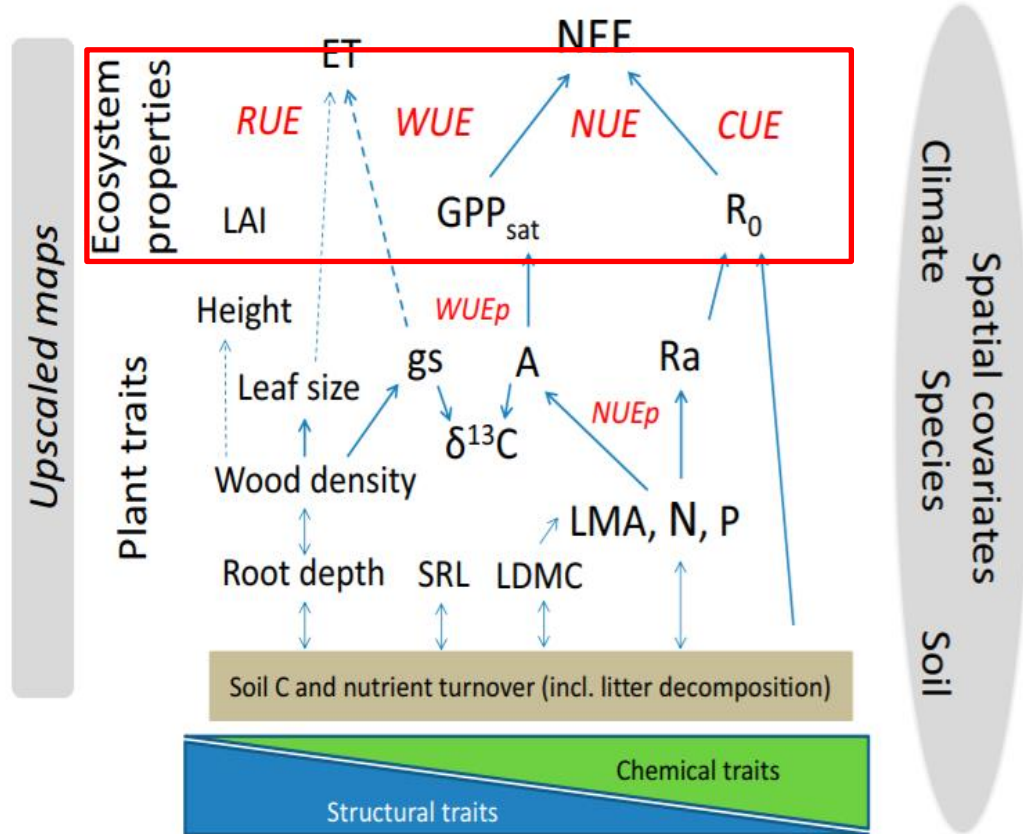 Upscaled maps
Ecosystem
properties
Plant traits
ET
NEE
RUE
WUE
NUE
CUE
LAI
GPPsat
R0
Height
WUEp
Leaf size
gs
A
Ra
NUEp
δ13C
Wood density
LMA, N, P
Root depth
SRL
LDMC
Soil C and nutrient turnover (incl. litter decomposition)
Chemical traits
Structural traits
Climate
Species
Soil
Spatial covariates